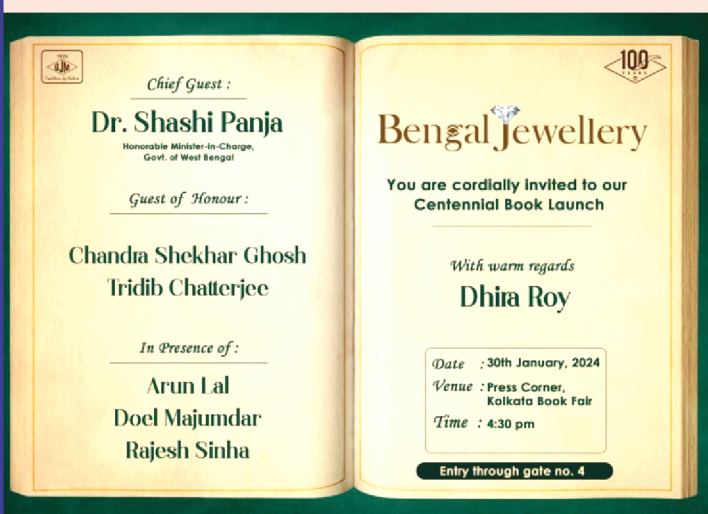 BJM
Chief Guest :
Dr. Shashi Panja
Honorable Minister-in-Charge,
Govt. of West Bengal
Guest of Honour :
Chandra Shekhar Ghosh
Tridib Chatterjee
In Presence of :
Arun Lal
Doel Majumdar
Rajesh Sinha
100
YEARS
Bengal Jewellery
You are cordially invited to our
Centennial Book Launch
With warm regards
Dhira Roy
Date : 30th January, 2024
Venue : Press Corner,
Kolkata Book Fair
Time : 4:30 pm
Entry through gate no. 4